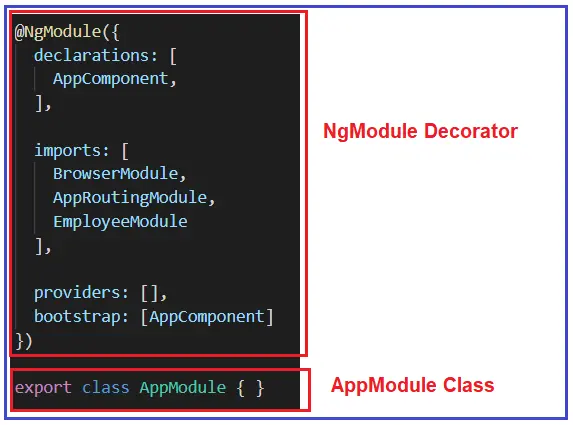 @NgModule({
  declarations: [
    AppComponent,
  ],
  imports: [
    BrowserModule,
    AppRoutingModule,
    EmployeeModule
  ],
  providers: [],
  bootstrap: [AppComponent]
})
NgModule Decorator
export class AppModule { }
AppModule Class